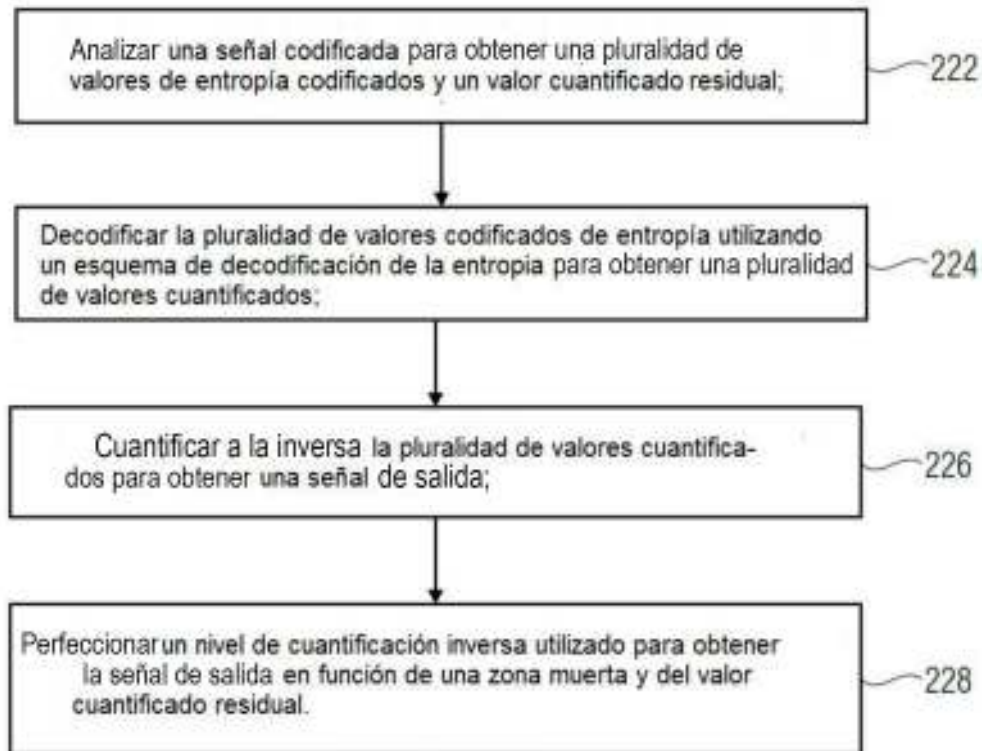 Analizar una señal codificada para obtener una pluralidad de
valores de entropía codificados y un valor cuantificado residual;
222
Decodificar la pluralidad de valores codificados de entropía utilizando
un esquema de decodificación de la entropia para obtener una pluralidad
de valores cuantificados;
224
Cuantificar a la inversa la pluralidad de valores cuantifica-
dos para obtener una señal de salida;
226
Perfeccionar un nivel de cuantificación inversa utilizado para obtener
la señal de salida en función de una zona muerta y del valor
cuantificado residual.
228